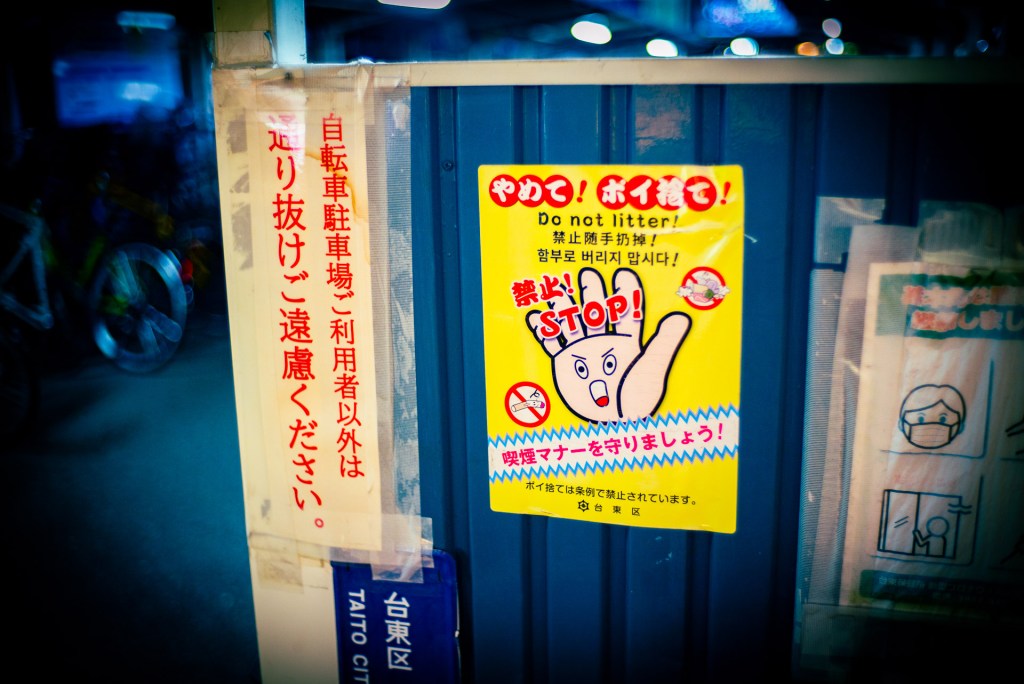 自転車駐車場ご利用者以外は
通り抜けご遠慮ください。
やめて！ポイ捨て！
Do not litter!
禁止随手扔掉！
함부로 버리지 맙시다!
禁止！
STOP!
喫煙マナーを守りましょう！
ポイ捨ては条例で禁止されています。
台東区
台東区
TAITO CIT